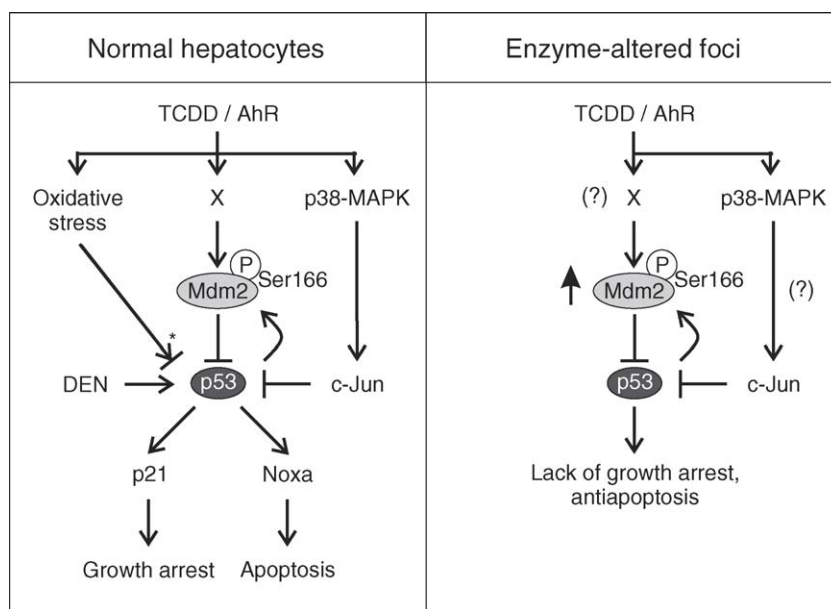 Normal hepatocytes
TCDD / AhR
Oxidative
stress
X
p38-MAPK
P
Ser166
Mdm2
*
DEN
p53
c-Jun
p21
Noxa
Growth arrest
Apoptosis
Enzyme-altered foci
TCDD / AhR
(?)
X
p38-MAPK
P
Ser166
Mdm2
(?)
p53
c-Jun
Lack of growth arrest,
antiapoptosis